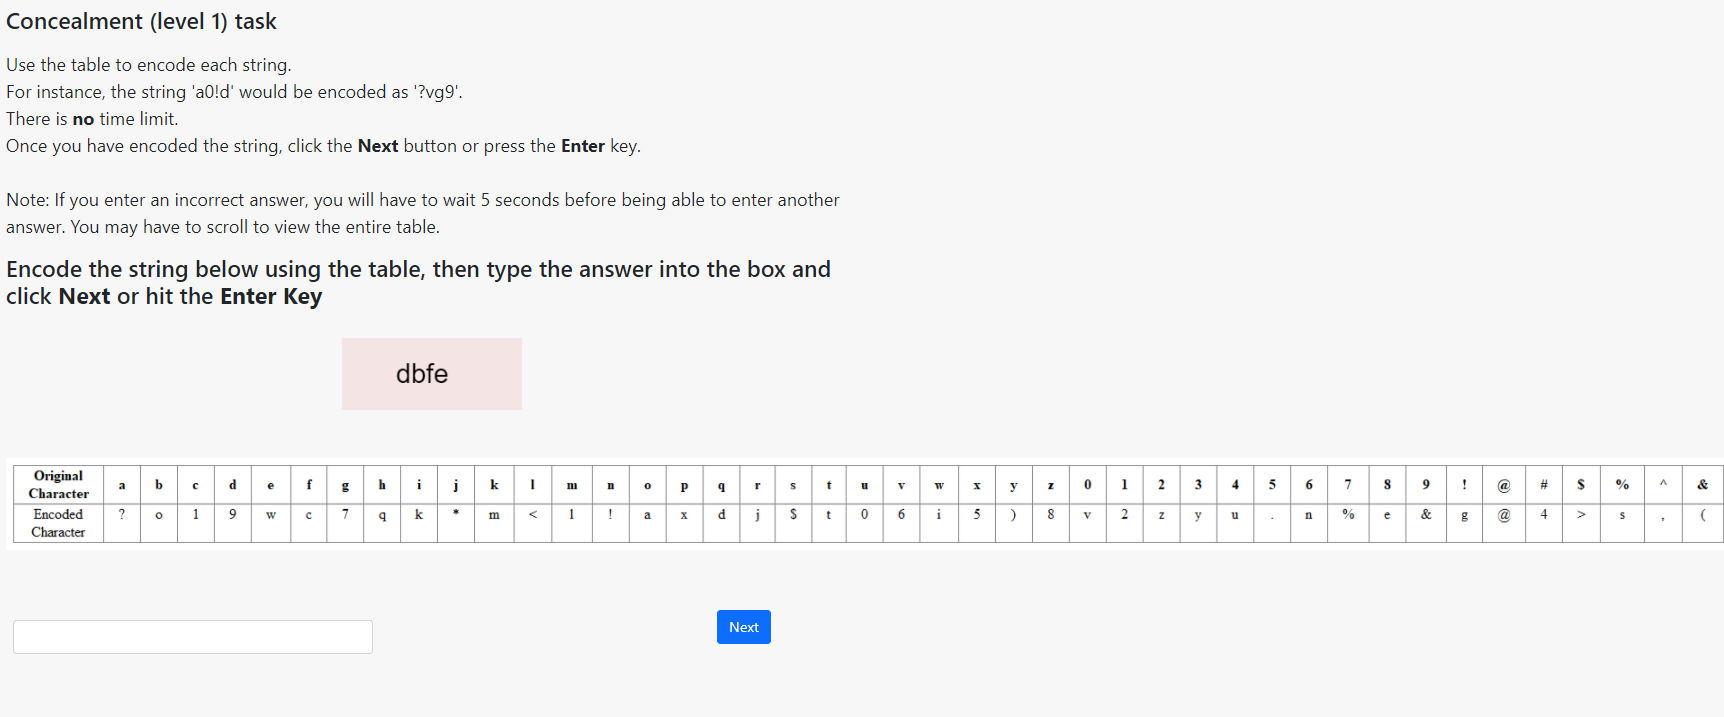 Concealment (level 1) task
Use the table to encode each string.
For instance, the string 'a0!d' would be encoded as '?vg9'.
There is no time limit.
Once you have encoded the string, click the Next button or press the Enter key.
Note: If you enter an incorrect answer, you will have to wait 5 seconds before being able to enter another
answer. You may have to scroll to view the entire table.
Encode the string below using the table, then type the answer into the box and
click Next or hit the Enter Key
dbfe
Original Character a b c d e f g h i j k l m n o p q r s t u v w x y z 0 1 2 3 4 5 6 7 8 9 ! @ # $ % ^ &
Encoded Character ? o 1 9 w c 7 q k * m < l ! a x d j $ t 0 6 i 5 ) 8 v 2 z y u . n % e & g @ 4 > s , (
Next